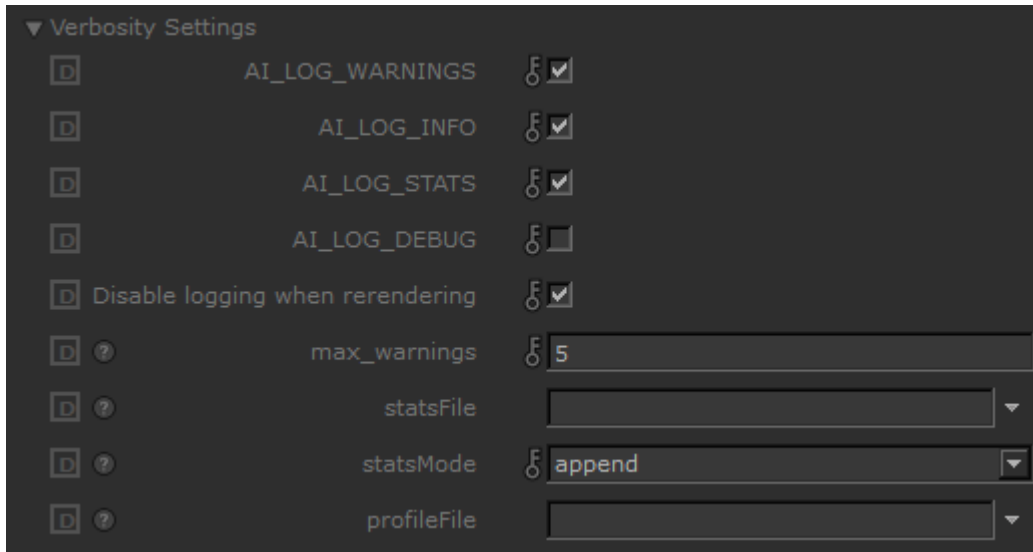 Verbosity Settings
D AI_LOG_WARNINGS
D AI_LOG_INFO
D AI_LOG_STATS
D AI_LOG_DEBUG
D Disable logging when rerendering
D ? max_warnings 5
D ? statsFile
D ? statsMode append
D ? profileFile